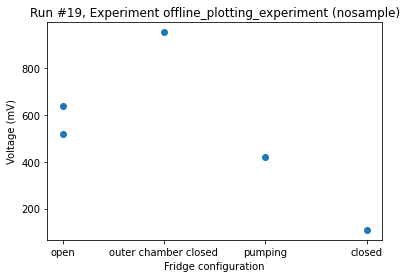 Run #19, Experiment offline_plotting_experiment (nosample)
800
600
400
200
Voltage (mV)
open
outer chamber closed
pumping
closed
Fridge configuration